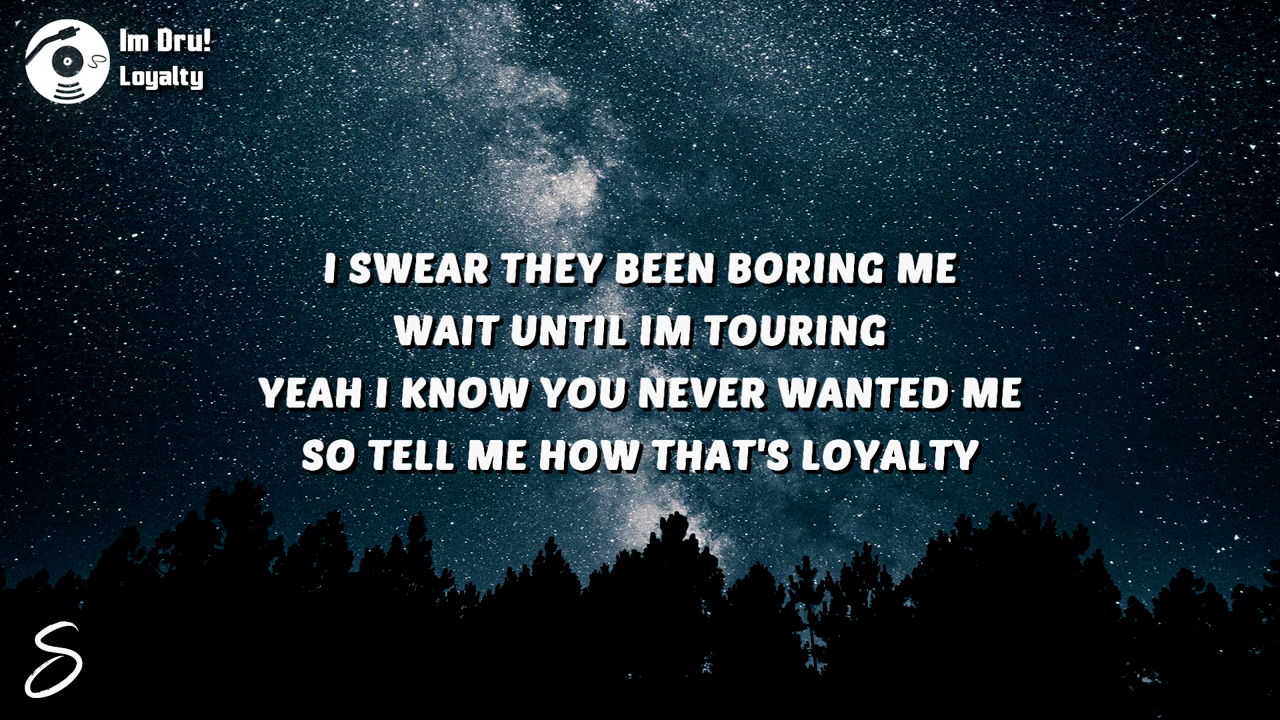 Im Dru!
Loyalty
I SWEAR THEY BEEN BORING ME
WAIT UNTIL IM TOURING
YEAH I KNOW YOU NEVER WANTED ME
SO TELL ME HOW THAT'S LOYALTY
S